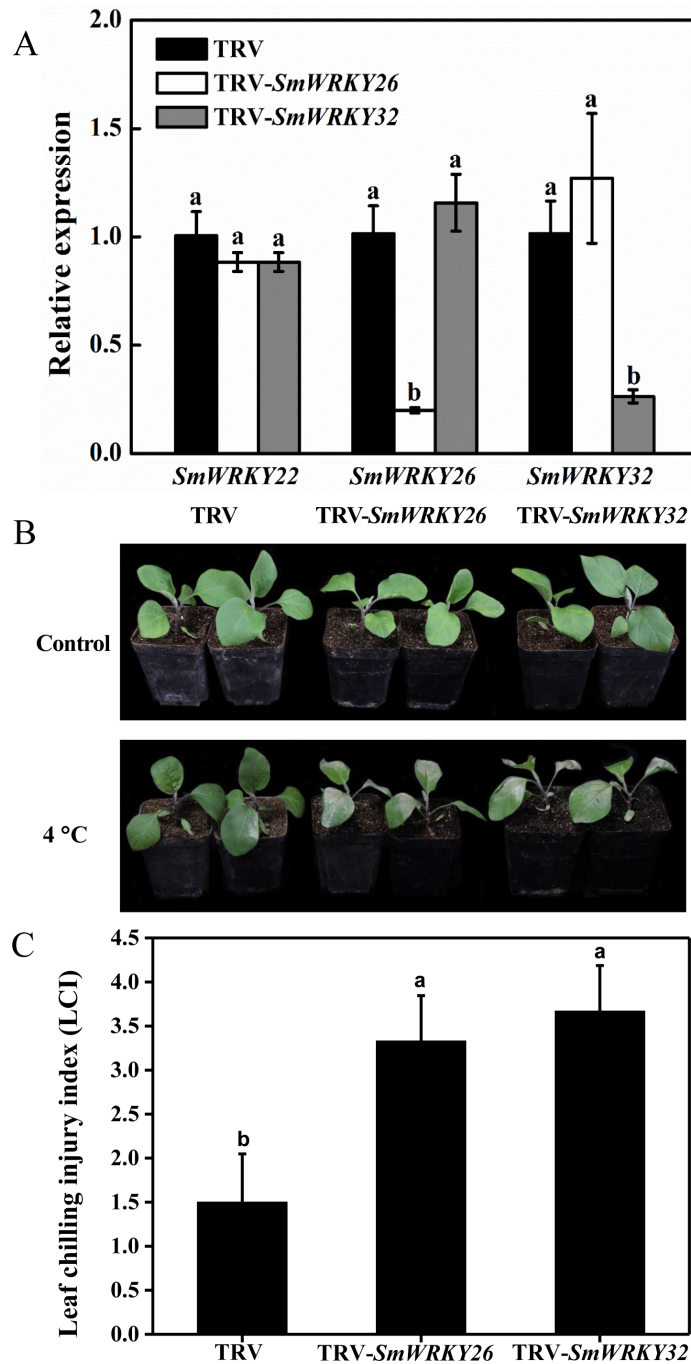 A
2.0
TRV
TRV-SmWRKY26
TRV-SmWRKY32
1.5
1.0
0.5
0.0
Relative expression
a
a
a
a
b
a
a
a
b
SmWRKY22
SmWRKY26
SmWRKY32
B
TRV
TRV-SmWRKY26
TRV-SmWRKY32
Control
4 °C
C
4.5
4.0
3.5
3.0
2.5
2.0
1.5
1.0
0.5
0.0
Leaf chilling injury index (LCI)
b
a
a
TRV
TRV-SmWRKY26
TRV-SmWRKY32